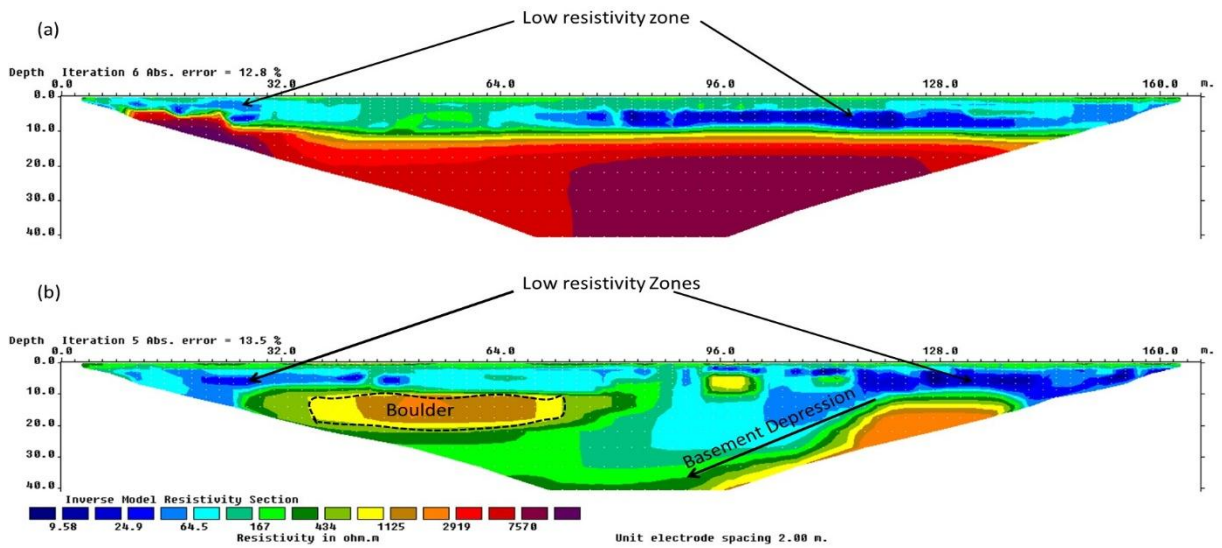 Low resistivity zone
(a)
Depth Iteration 6 Abs. error = 12.8 %
0.0 32.0 64.0 96.0 128.0 160.0 m.
0.0
10.0
20.0
30.0
40.0
Low resistivity Zones
(b)
Depth Iteration 5 Abs. error = 13.5 %
0.0 32.0 64.0 96.0 128.0 160.0 m.
0.0
10.0
20.0
30.0
40.0
Boulder
Basement Depression
Inverse Model Resistivity Section
9.58 24.9 64.5 167 434 1125 2919 7570
Resistivity in ohm.m Unit electrode spacing 2.00 m.